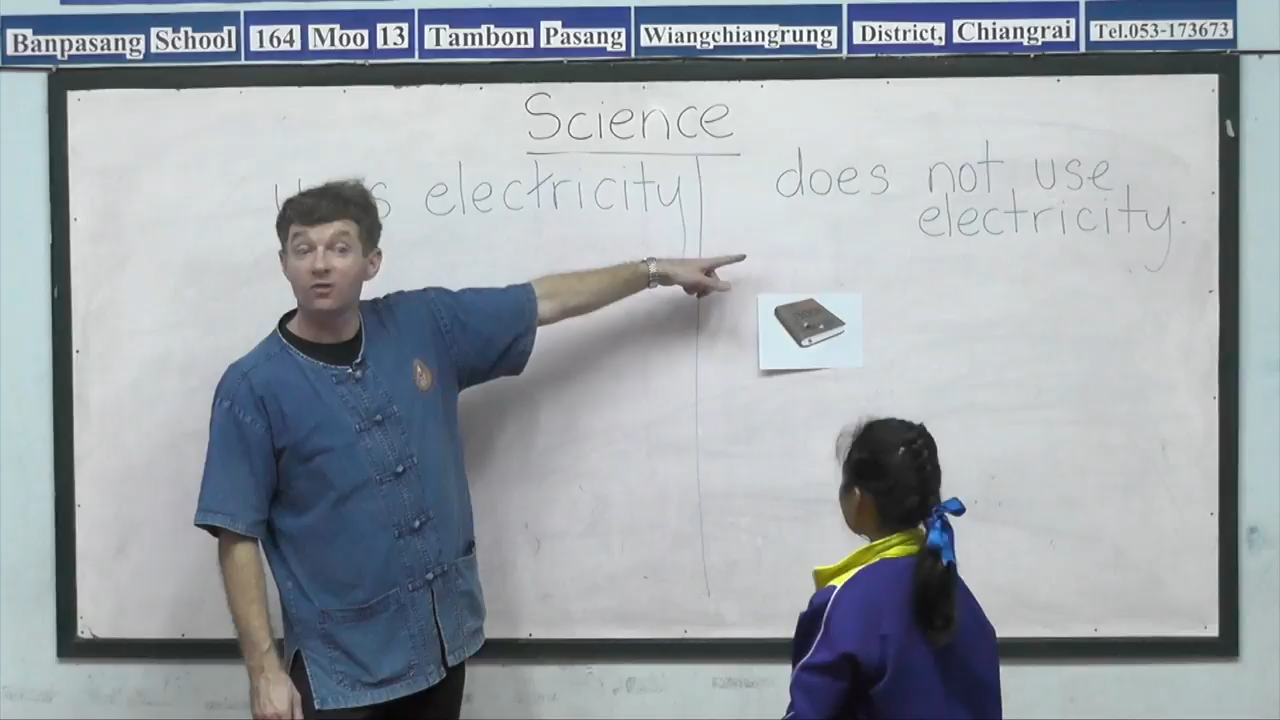 Banpasang School 164 Moo 13 Tambon Pasang Wiangchiangrung District, Chiangrai Tel.053-173673
Science
electricity
does not use
electricity.